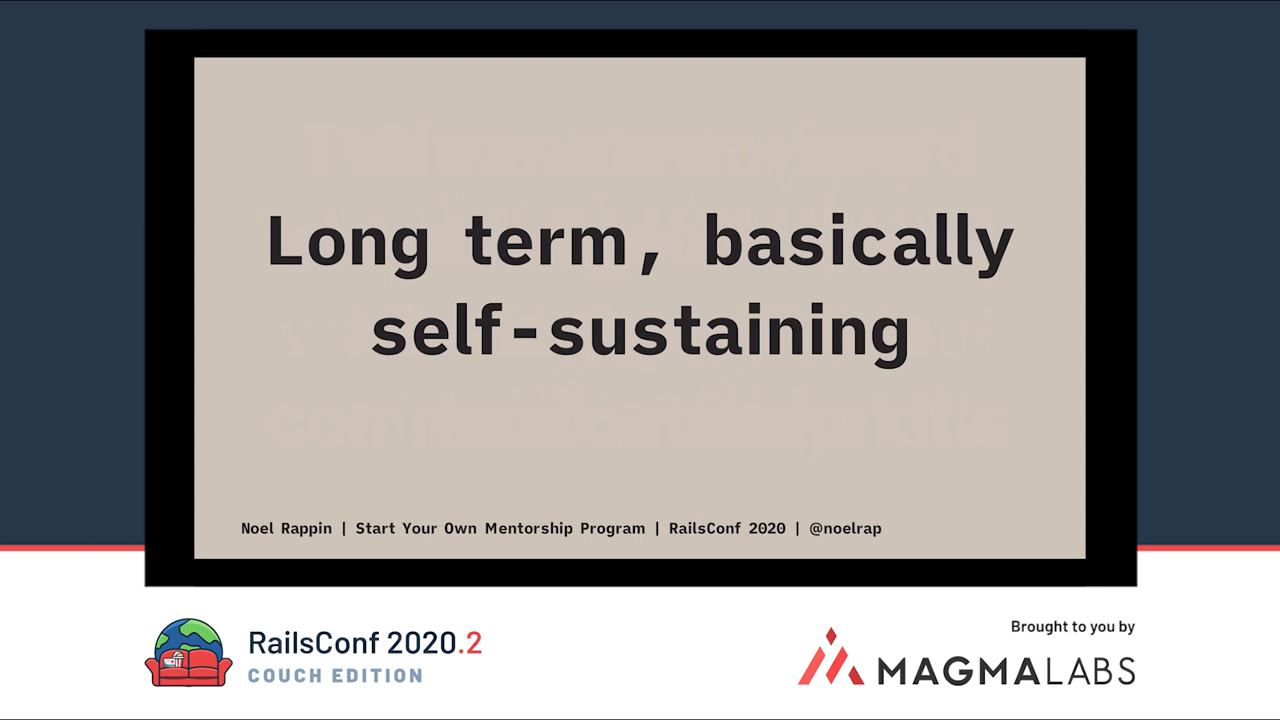 Long term, basically
self-sustaining
Noel Rappin | Start Your Own Mentorship Program | RailsConf 2020 | @noelrap
RailsConf 2020.2
COUCH EDITION
Brought to you by
MAGMALABS